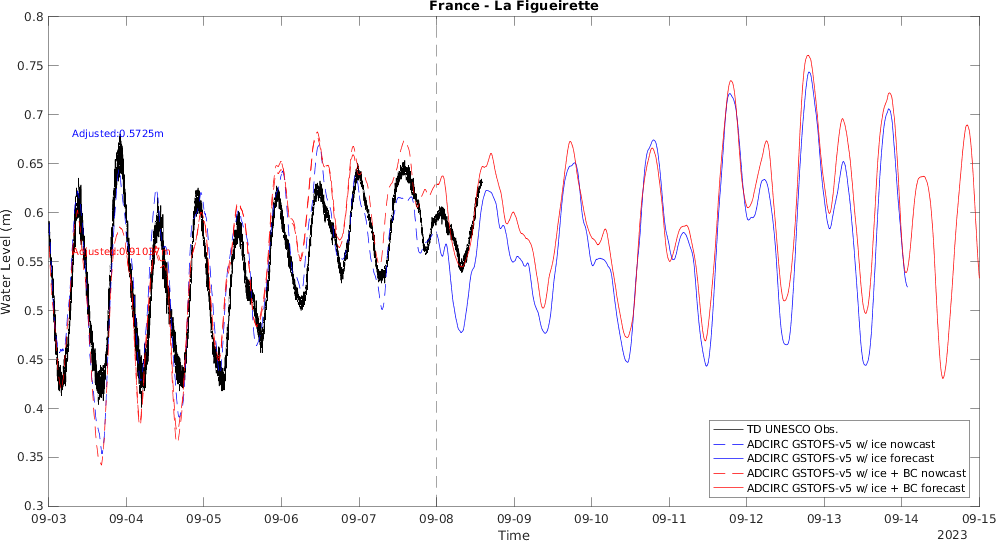 France - La Figueirette
0.8
0.75
0.7
0.65
0.6
0.55
0.5
0.45
0.4
0.35
0.3
Water Level (m)
Adjusted:0.5725m
TD UNESCO Obs.
ADCIRC GSTOFS-v5 w/ ice nowcast
ADCIRC GSTOFS-v5 w/ ice forecast
ADCIRC GSTOFS-v5 w/ ice + BC nowcast
ADCIRC GSTOFS-v5 w/ ice + BC forecast
09-03 09-04 09-05 09-06 09-07 09-08 09-09 09-10 09-11 09-12 09-13 09-14 09-15
Time
2023